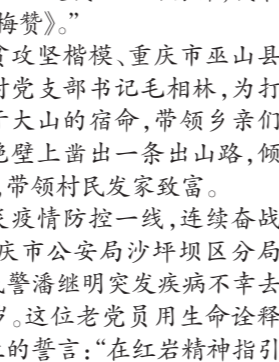 梅赞》。”
贫攻坚楷模、重庆市巫山县
村党支部书记毛相林，为打
于大山的宿命，带领乡亲们
绝壁上凿出一条出山路，倾
，带领村民发家致富。
炎疫情防控一线，连续奋战
庆市公安局沙坪坝区分局
民警潘继明突发疾病不幸去
岁。这位老党员用生命诠释
上的誓言：“在红岩精神指引